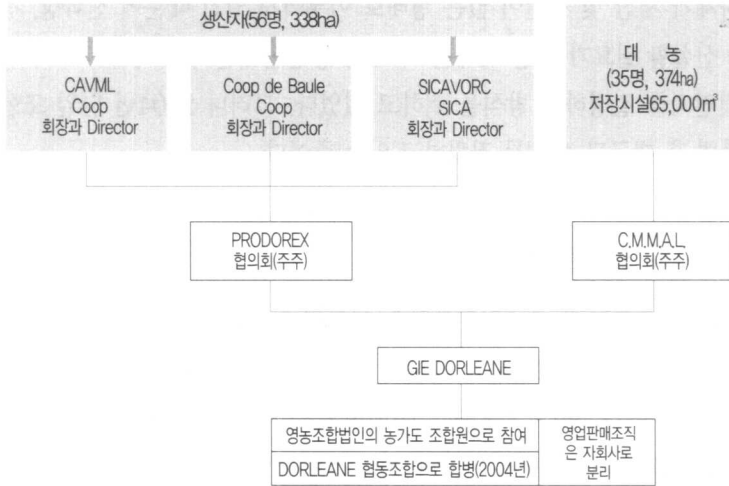 생산자(56명, 338ha)
CAVML
Coop
회장과 Director
Coop de Baule
Coop
회장과 Director
SICAVORC
SICA
회장과 Director
대 농
(35명, 374ha)
저장시설65,000㎥
PRODOREX
협의회(주주)
C.M.M.A.L.
협의회(주주)
GIE DORLEANE
영농조합법인의 농가도 조합원으로 참여
DORLEANE 협동조합으로 합병(2004년)
영업판매조직
은 자회사로
분리